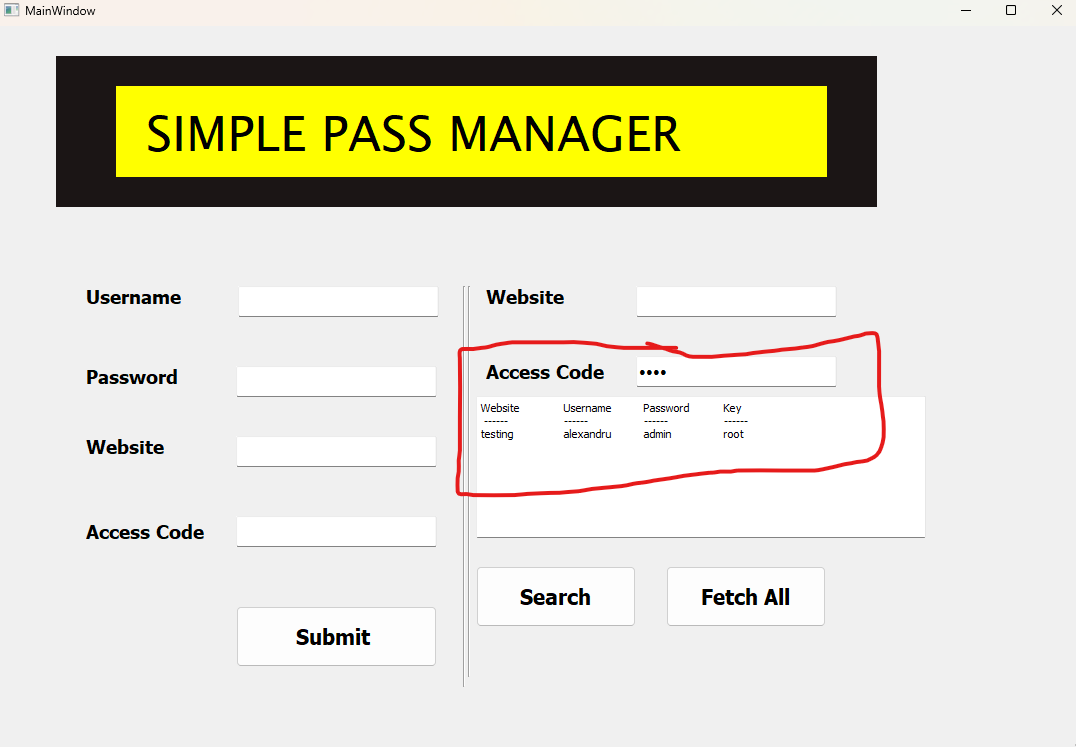 MainWindow
SIMPLE PASS MANAGER
Username
Password
Website
Access Code
Submit
Website
Access Code ••••
Website Username Password Key
------ ------ ------ ------
testing alexandru admin root
Search Fetch All